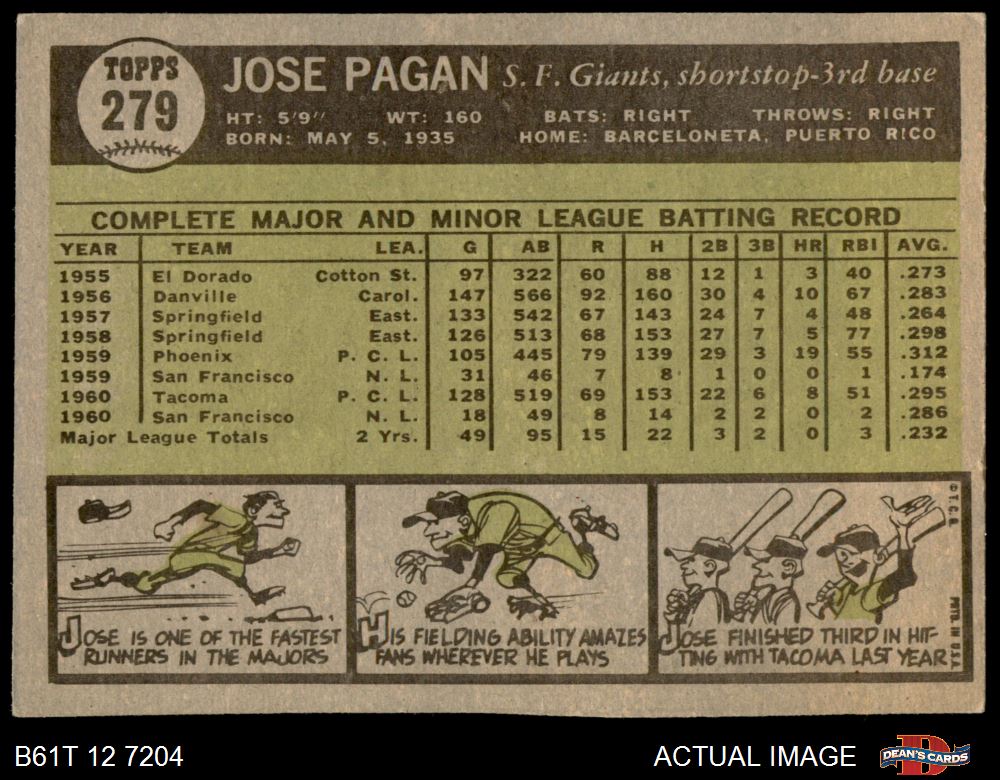 TOPPS
279
JOSE PAGAN S. F. Giants, shortstop-3rd base
HT: 5'9" WT: 160 BATS: RIGHT THROWS: RIGHT
BORN: MAY 5, 1935 HOME: BARCELONETA, PUERTO RICO
COMPLETE MAJOR AND MINOR LEAGUE BATTING RECORD
YEAR TEAM LEA. G AB R H 2B 3B HR RBI AVG.
1955 El Dorado Cotton St. 97 322 60 88 12 1 3 40 .273
1956 Danville Carol. 147 566 92 160 30 4 10 67 .283
1957 Springfield East. 133 542 67 143 24 7 4 48 .264
1958 Springfield East. 126 513 68 153 27 7 5 77 .298
1959 Phoenix P. C. L. 105 445 79 139 29 3 19 55 .312
1959 San Francisco N. L. 31 46 7 8 1 0 0 1 .174
1960 Tacoma P. C. L. 128 519 69 153 22 6 8 51 .295
1960 San Francisco N. L. 18 49 8 14 2 2 0 2 .286
Major League Totals 2 Yrs. 49 95 15 22 3 2 0 3 .232
JOSE IS ONE OF THE FASTEST
RUNNERS IN THE MAJORS
HIS FIELDING ABILITY AMAZES
FANS WHEREVER HE PLAYS
JOSE FINISHED THIRD IN HIT-
TING WITH TACOMA LAST YEAR
© T. C. G.
PRTD. IN U.S.A.
B61T 12 7204
ACTUAL IMAGE
D
DEAN'S CARDS